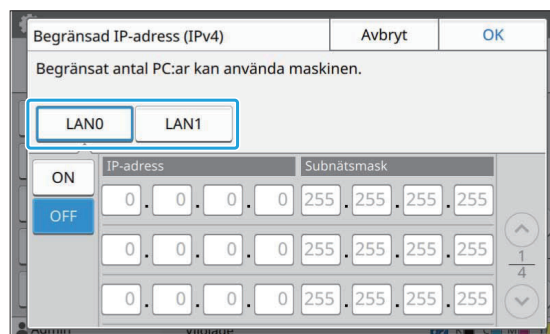 Begränsad IP-adress (IPv4) Avbryt OK
Begränsat antal PC:ar kan använda maskinen.
LAN0 LAN1
IP-adress Subnätsmask
ON
OFF
0 . 0 . 0 . 0 255 . 255 . 255 . 255
0 . 0 . 0 . 0 255 . 255 . 255 . 255
0 . 0 . 0 . 0 255 . 255 . 255 . 255
1
4
Admin